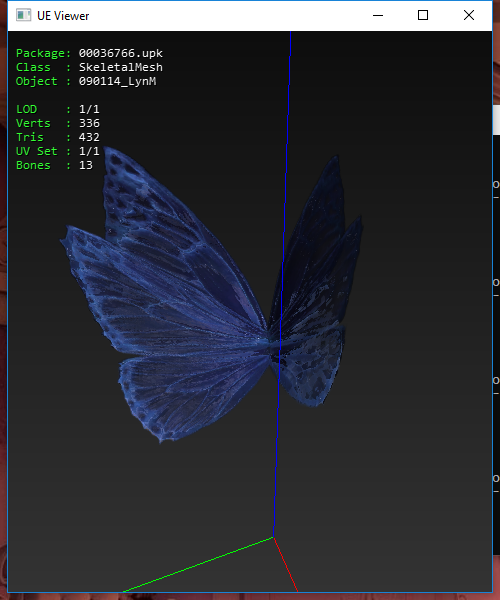 UE Viewer
Package: 00036766.upk
Class : SkeletalMesh
Object : 090114_LynM
LOD : 1/1
Verts : 336
Tris : 432
UV Set : 1/1
Bones : 13